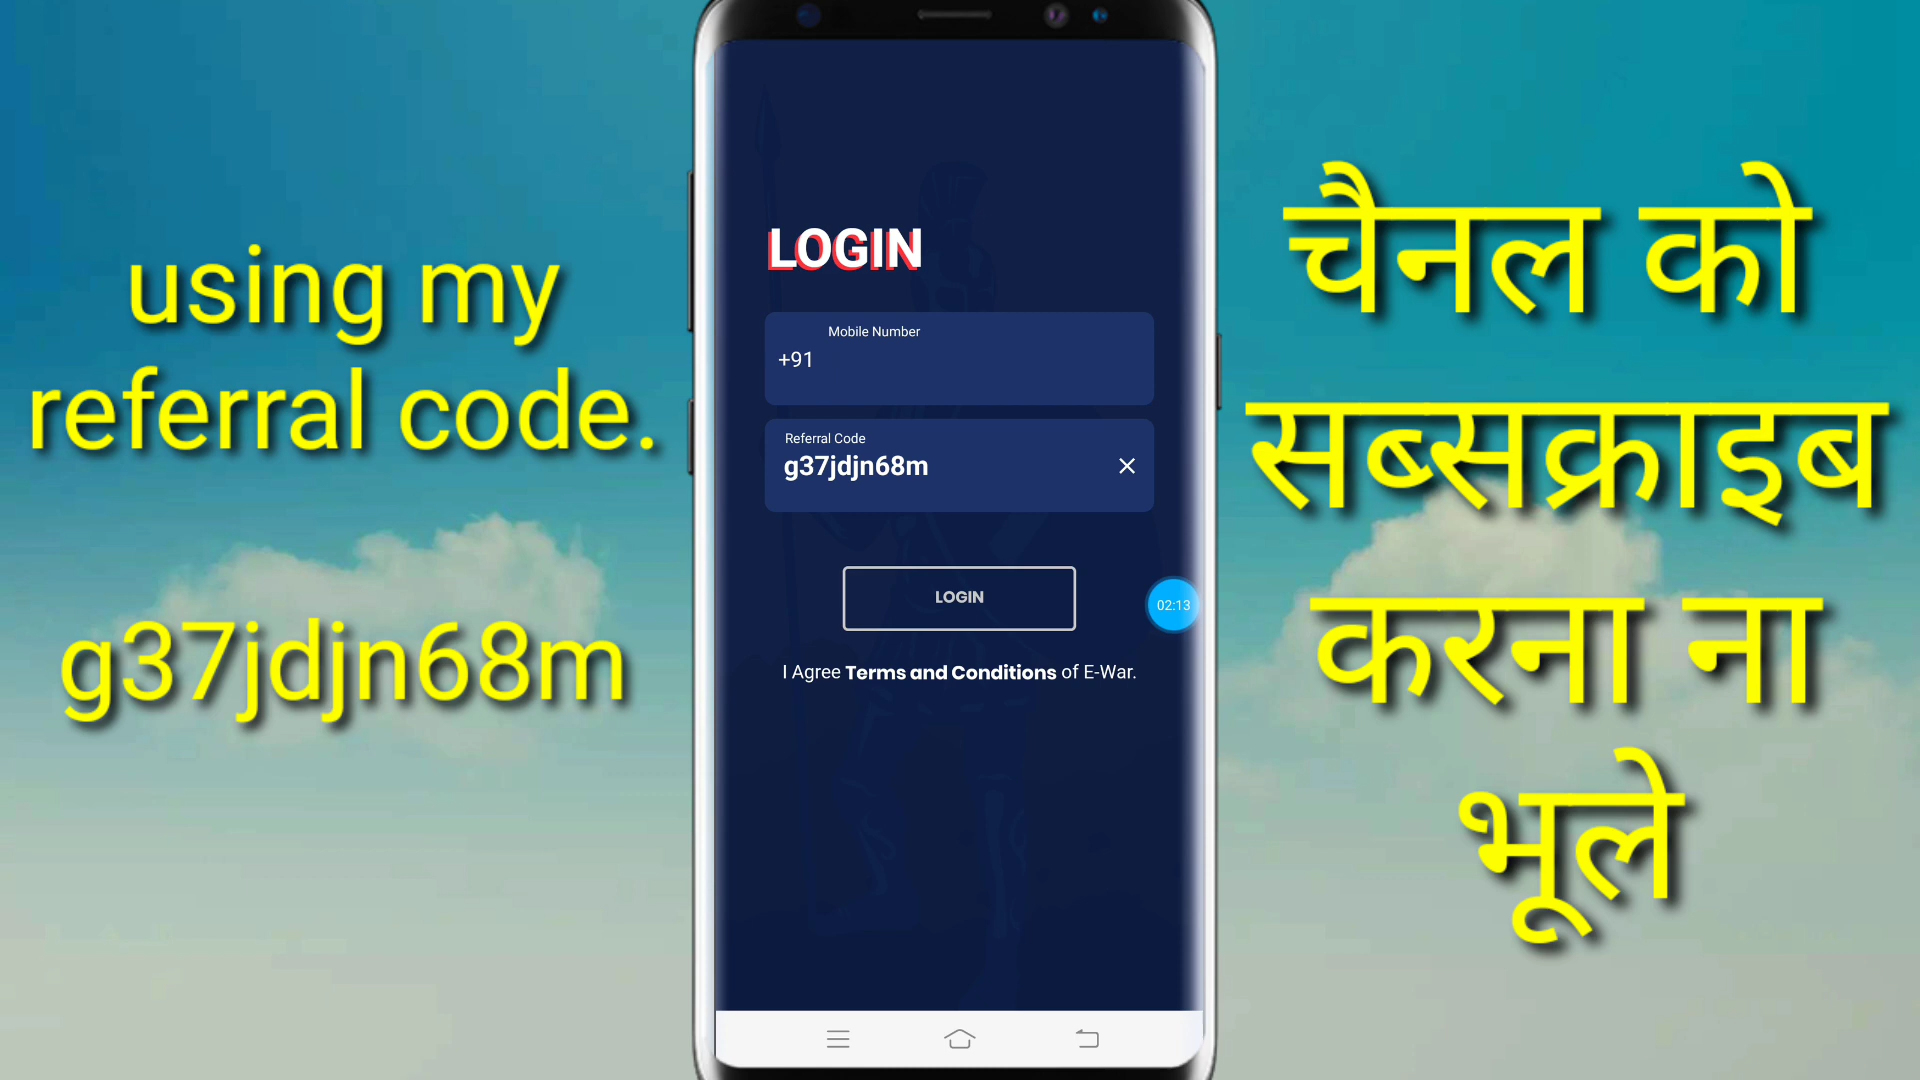 using my
referral code.
g37jdjn68m
LOGIN
Mobile Number
+91
Referral Code
g37jdjn68m
LOGIN
02:13
I Agree Terms and Conditions of E-War.
चैनल को
सब्सक्राइब
करना ना
भूले